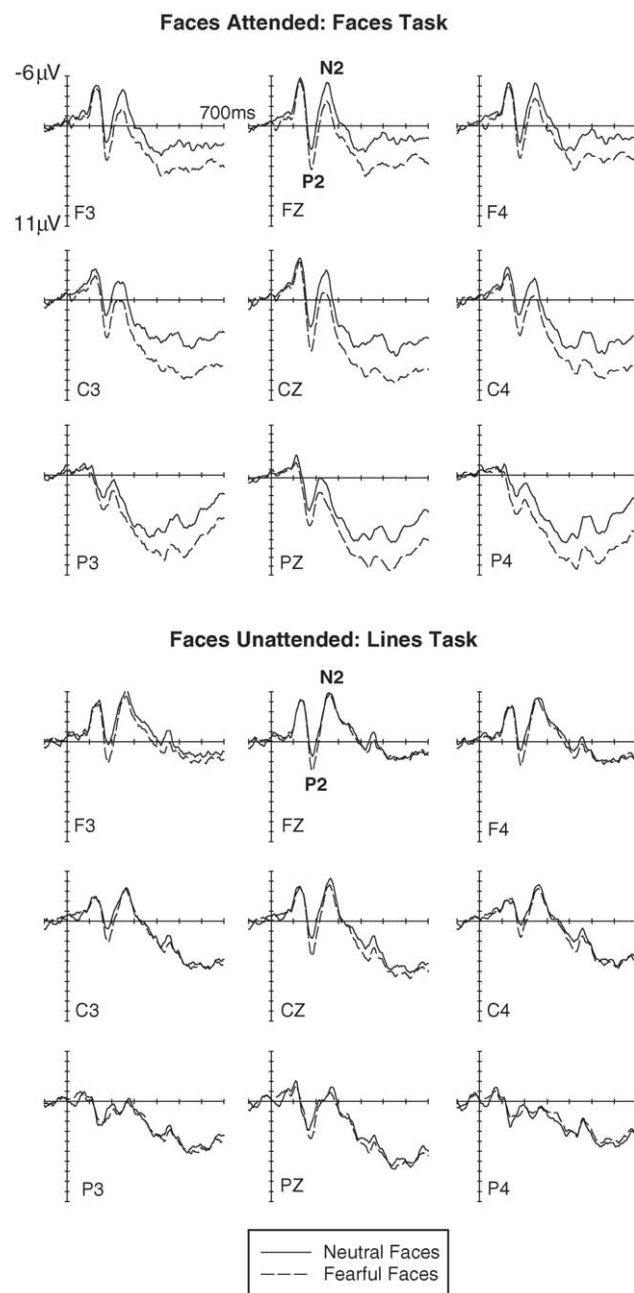 Faces Attended: Faces Task
-6µV
N2
700ms
P2
11µV
F3
FZ
F4
C3
CZ
C4
P3
PZ
P4
Faces Unattended: Lines Task
N2
P2
F3
FZ
F4
C3
CZ
C4
P3
PZ
P4
Neutral Faces
Fearful Faces